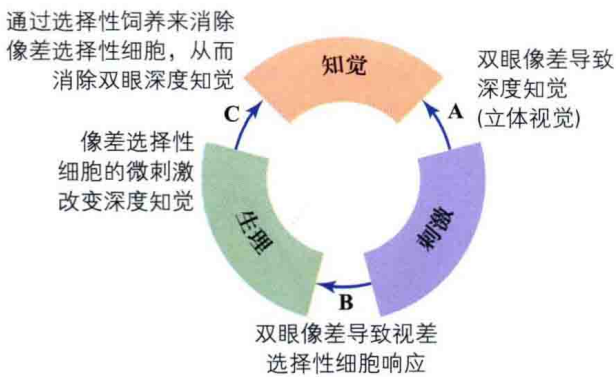 通过选择性饲养来消除
像差选择性细胞，从而
消除双眼深度知觉
知觉
双眼像差导致
深度知觉
(立体视觉)
C
A
像差选择性
细胞的微刺激
改变深度知觉
生理
刺激
B
双眼像差导致视差
选择性细胞响应